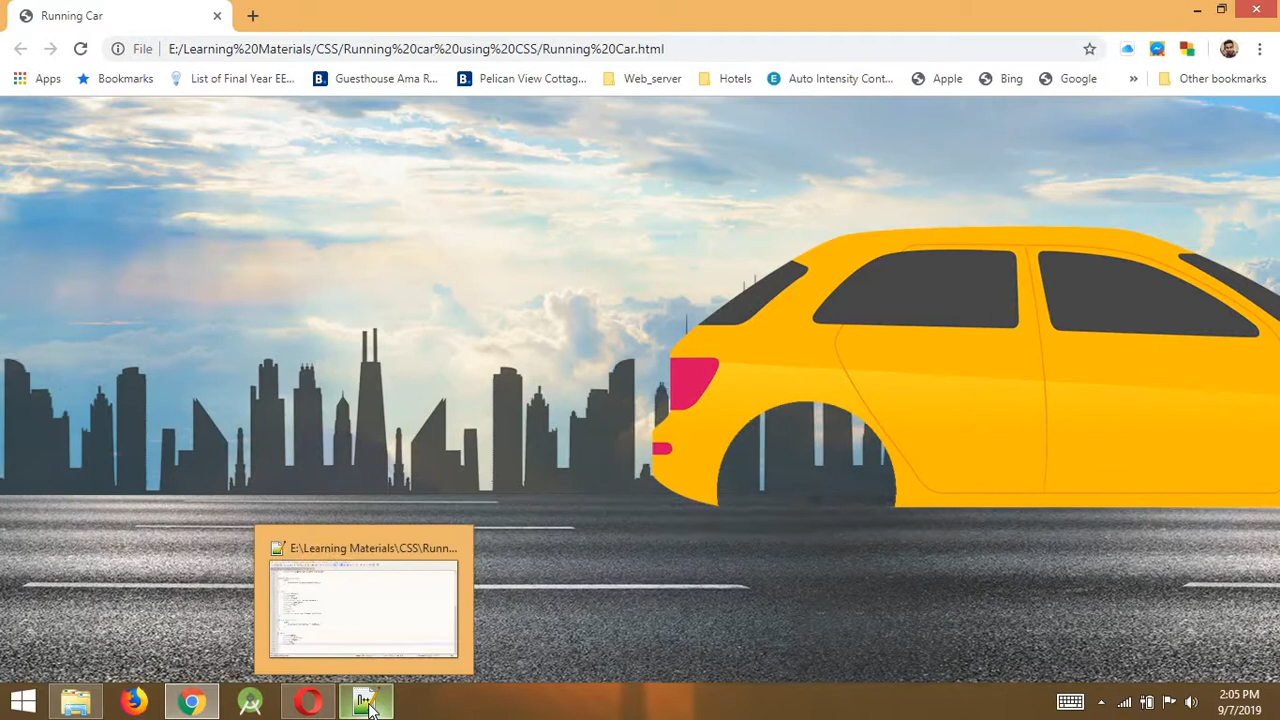 Running Car
File E:/Learning%20Materials/CSS/Running%20car%20using%20CSS/Running%20Car.html
Apps Bookmarks List of Final Year EE... Guesthouse Ama R... Pelican View Cottag... Web_server Hotels Auto Intensity Cont... Apple Bing Google » Other bookmarks
E:\Learning Materials\CSS\Runn...
2:05 PM
9/7/2019